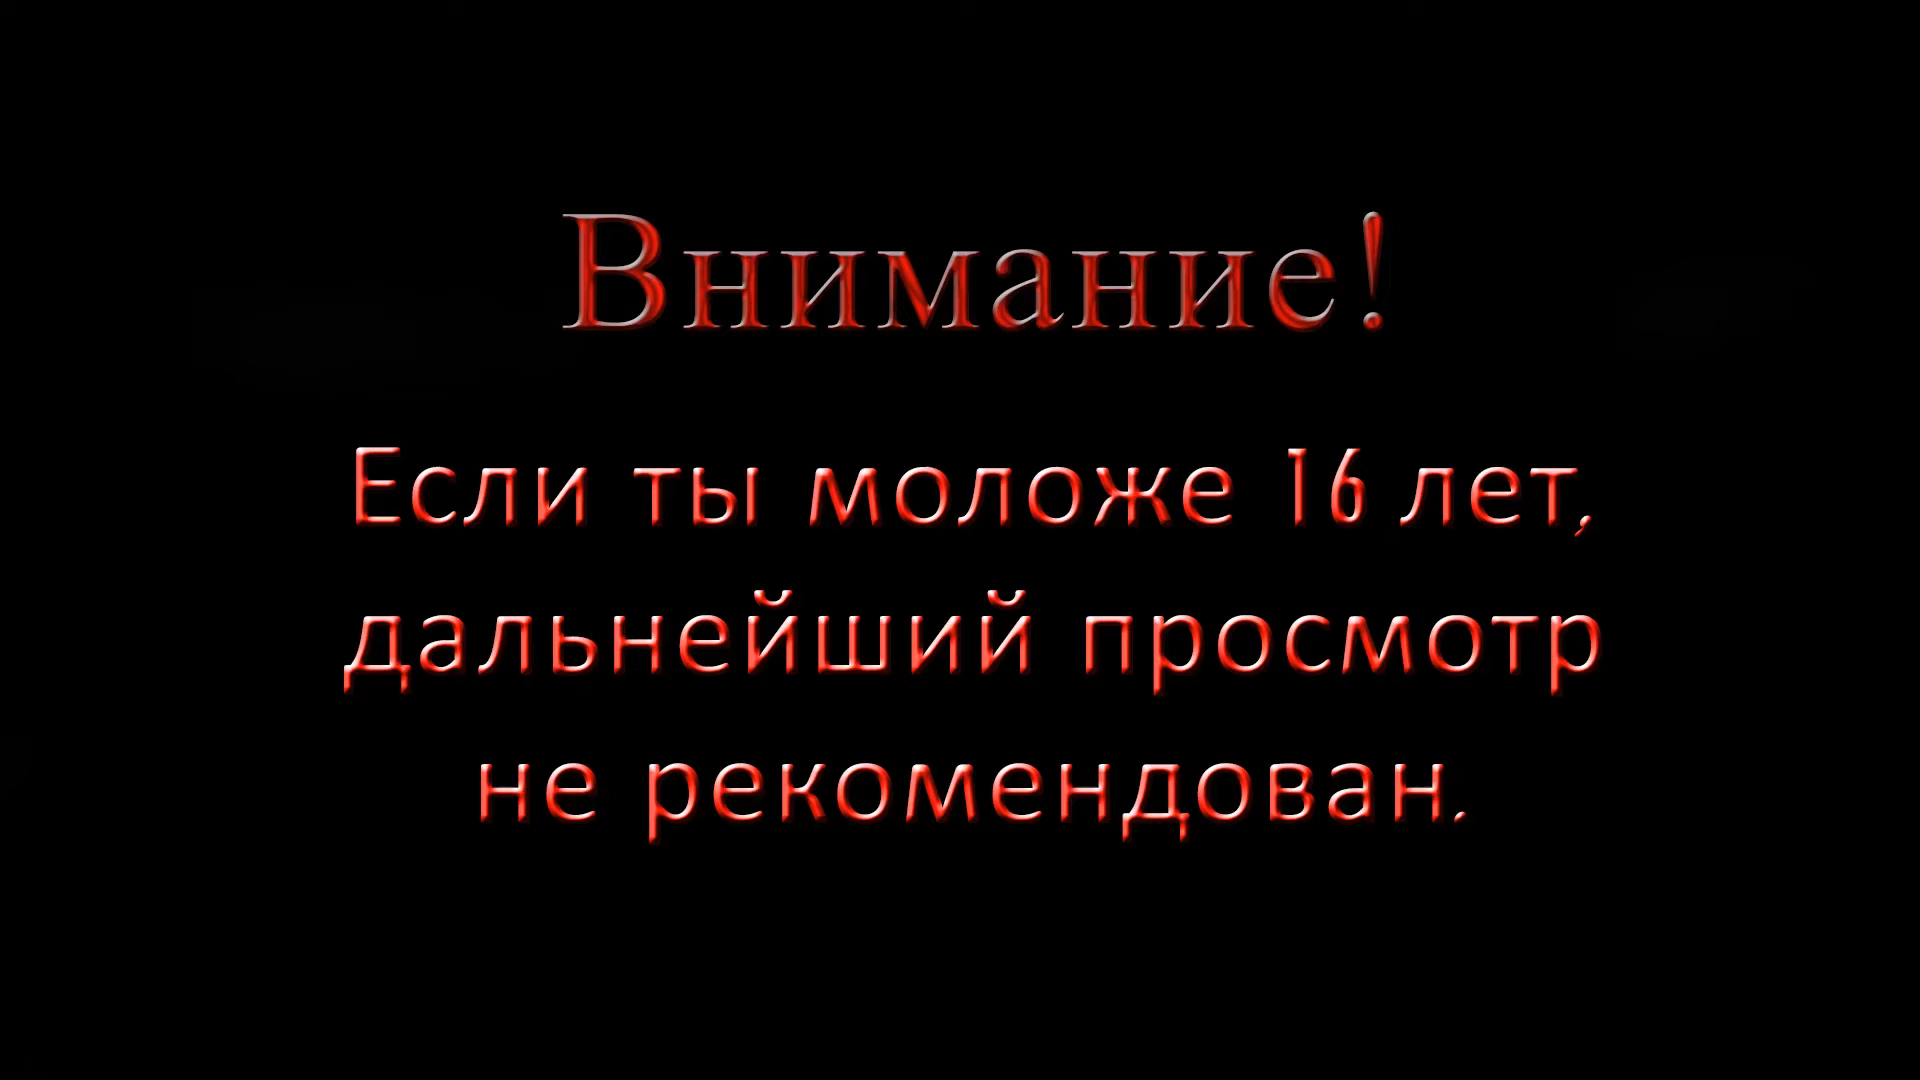 Внимание!
Если ты моложе 16 лет,
дальнейший просмотр
не рекомендован.